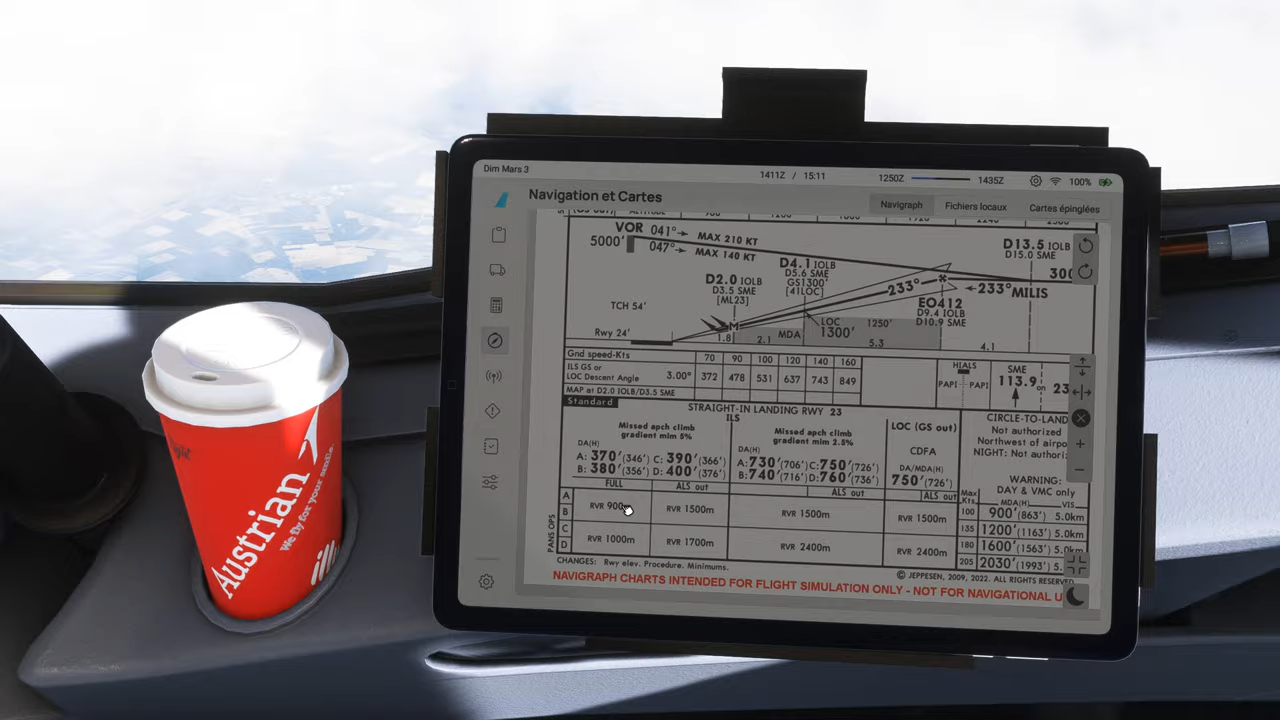 Dim Mars 3
1411Z / 15:11
1250Z
1435Z
100%
Navigation et Cartes
Navigraph
Fichiers locaux
Cartes épinglées
VOR 041°→ MAX 210 KT
5000'
047°→ MAX 140 KT
D13.5 IOLB
D15.0 SME
D4.1 IOLB
D5.6 SME
GS1300'
[41LOC]
D2.0 IOLB
D3.5 SME
[ML23]
300
233°
←233° MILIS
EO412
D9.4 IOLB
D10.9 SME
TCH 54'
LOC
1300'
1250'
Rwy 24'
M
1.8
2.1
MDA
5.3
4.1
Gnd speed-Kts 70 90 100 120 140 160
ILS GS or
LOC Descent Angle 3.00° 372 478 531 637 743 849
MAP at D2.0 IOLB/D3.5 SME
HIALS
PAPI PAPI
SME
113.9
on
23
Standard
STRAIGHT-IN LANDING RWY 23
ILS
Missed apch climb
gradient mim 5%
DA(H)
A: 370' (346') C: 390' (366')
B: 380' (356') D: 400' (376')
Missed apch climb
gradient mim 2.5%
DA(H)
A: 730' (706') C: 750' (726')
B: 740' (716') D: 760' (736')
LOC (GS out)
CDFA
DA/MDA(H)
750' (726')
CIRCLE-TO-LAND
Not authorized
Northwest of airpo
NIGHT: Not authori
WARNING:
DAY & VMC only
FULL
ALS out
ALS out
ALS out
Max
Kts
MDA(H)
VIS
A
B
C
D
RVR 900
RVR 1500m
RVR 1500m
RVR 1500m
RVR 1000m
RVR 1700m
RVR 2400m
RVR 2400m
100 900' (863') 5.0km
135 1200' (1163') 5.0km
180 1600' (1563') 5.0km
205 2030' (1993') 5.0
PANS OPS
CHANGES: Rwy elev. Procedure. Minimums.
© JEPPESEN, 2009, 2022. ALL RIGHTS RESERVED
NAVIGRAPH CHARTS INTENDED FOR FLIGHT SIMULATION ONLY - NOT FOR NAVIGATIONAL U
Austrian
We fly for your smile.